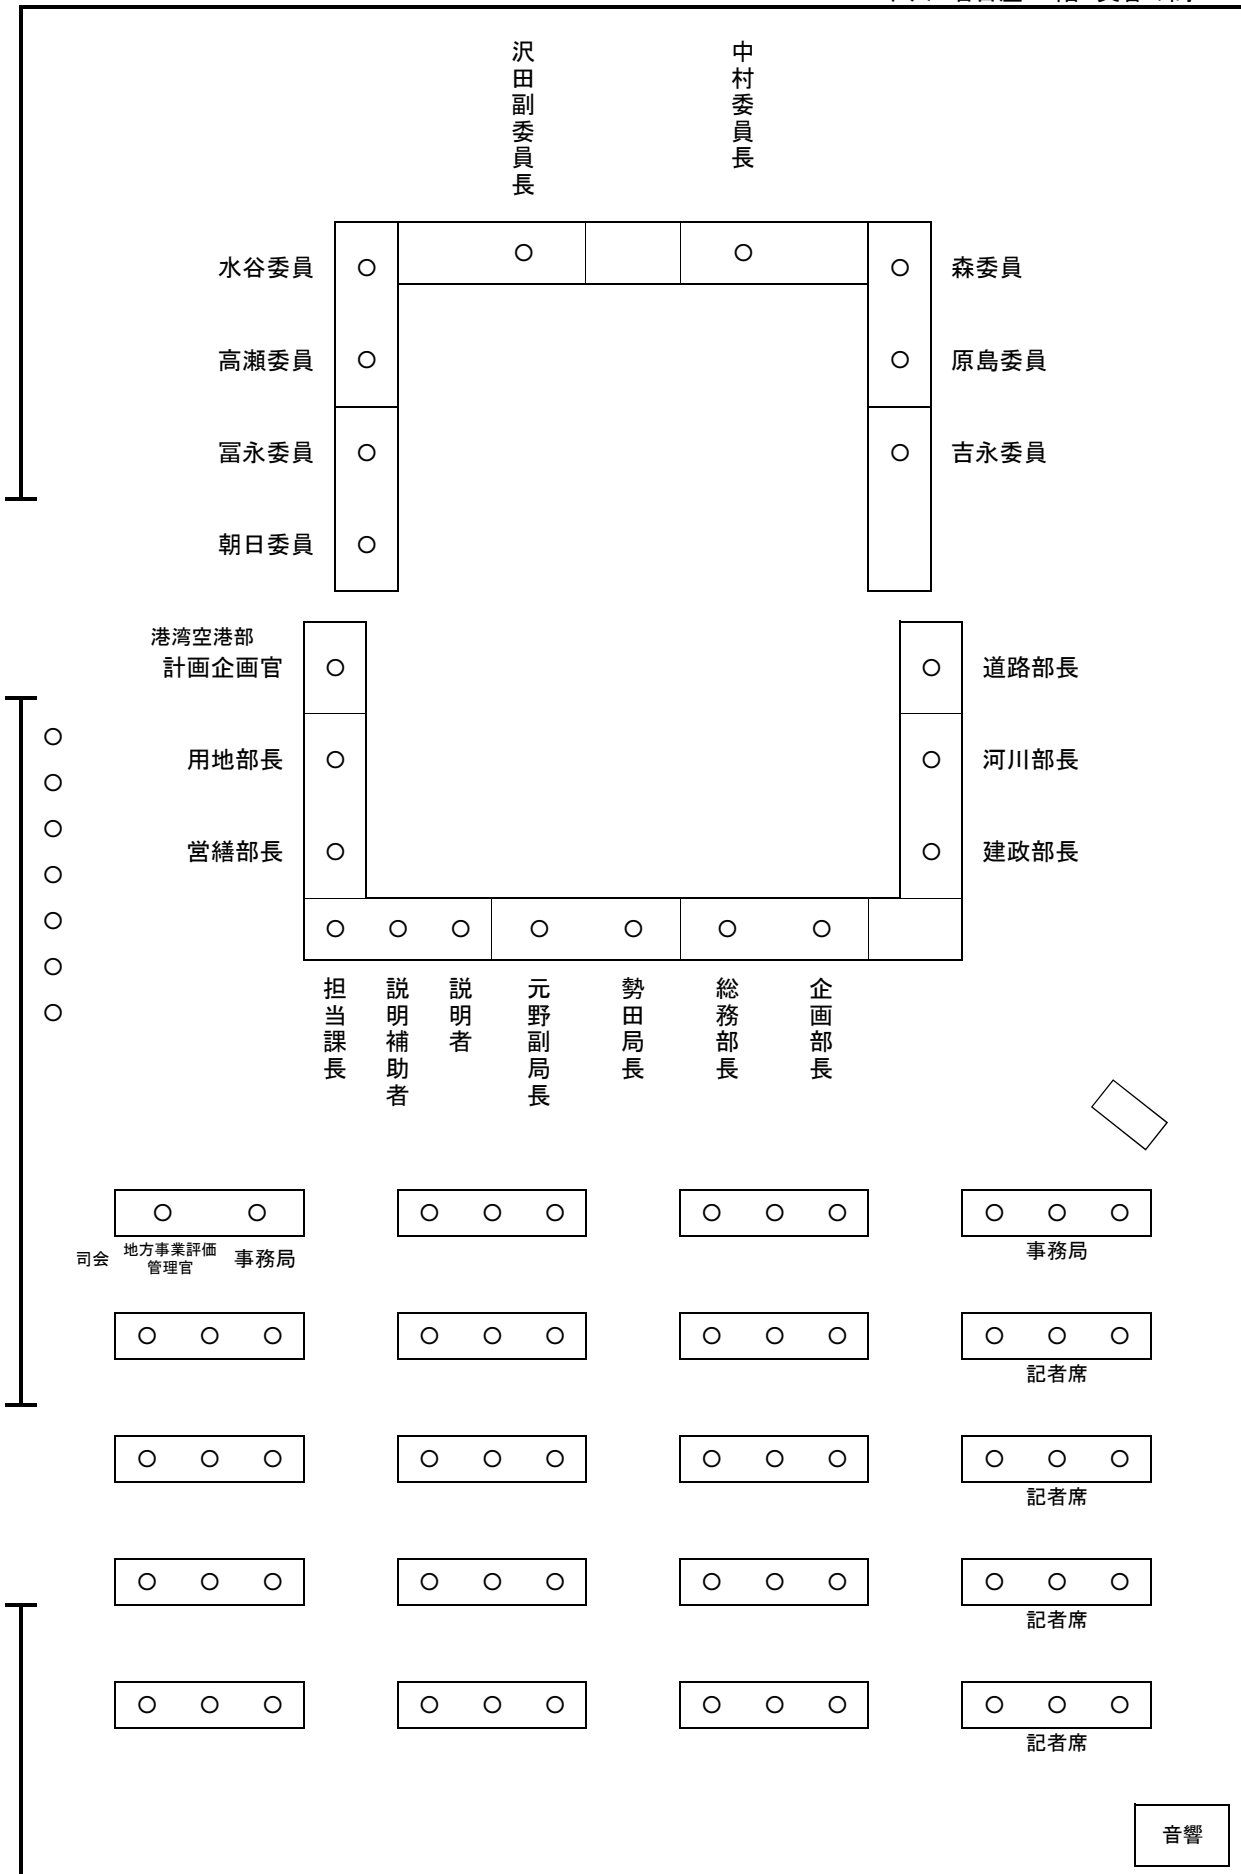 沢田副委員長
中村委員長
水谷委員
森委員
高瀬委員
原島委員
冨永委員
吉永委員
朝日委員
港湾空港部
計画企画官
道路部長
用地部長
河川部長
営繕部長
建政部長
担当課長
説明補助者
説明者
元野副局長
勢田局長
総務部長
企画部長
司会
地方事業評価
管理官
事務局
事務局
記者席
記者席
記者席
記者席
音響